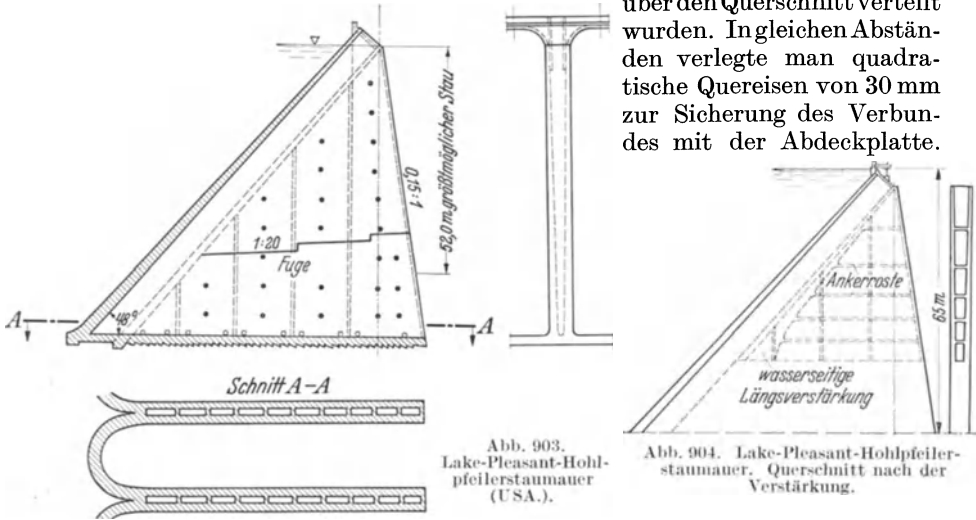 über den Querschnitt verteilt
wurden. In gleichen Abstän-
den verlegte man quadra-
tische Quereisen von 30 mm
zur Sicherung des Verbun-
des mit der Abdeckplatte.
52,0 m. größtmöglicher Stau
0,15:1
1:20
Fuge
48°
A
A
Schnitt A–A
Abb. 903.
Lake-Pleasant-Hohl-
pfeilerstaumauer
(USA.).
Ankerroste
65 m.
wasserseitige
Längsverstärkung
Abb. 904. Lake-Pleasant-Hohlpfeiler-
staumauer. Querschnitt nach der
Verstärkung.